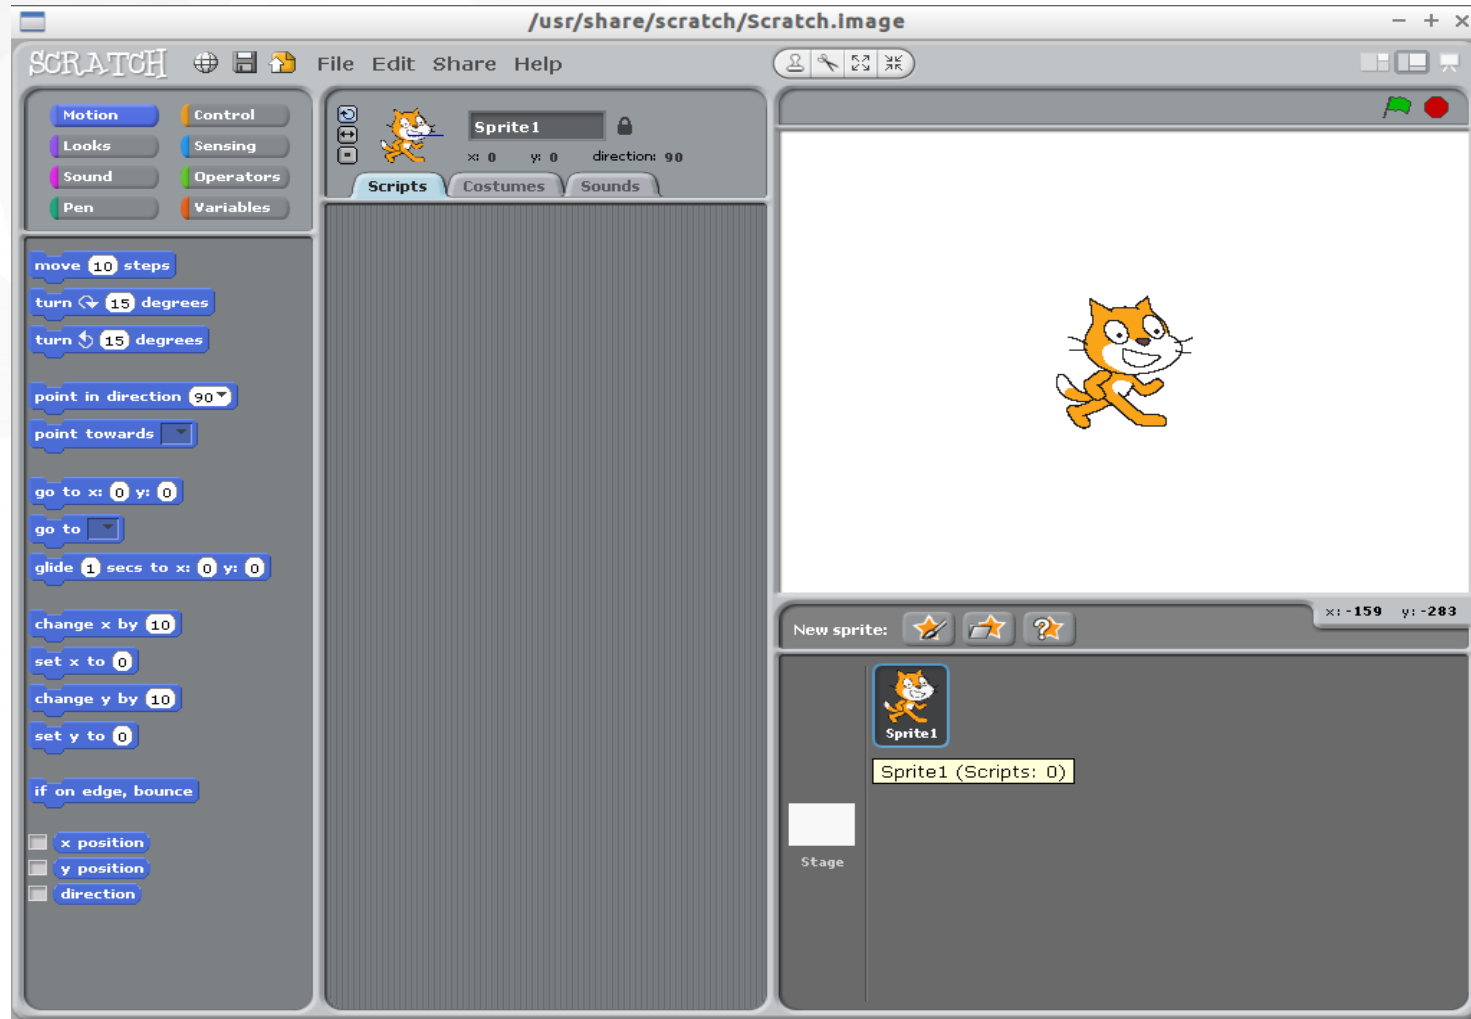 /usr/share/scratch/Scratch.image
SCRATCH File Edit Share Help
Motion Control
Looks Sensing
Sound Operators
Pen Variables
move 10 steps
turn 15 degrees
turn 15 degrees
point in direction 90
point towards
go to x: 0 y: 0
go to
glide 1 secs to x: 0 y: 0
change x by 10
set x to 0
change y by 10
set y to 0
if on edge, bounce
x position
y position
direction
Sprite1
x: 0 y: 0 direction: 90
Scripts Costumes Sounds
x: -159 y: -283
New sprite:
Sprite1
Sprite1 (Scripts: 0)
Stage